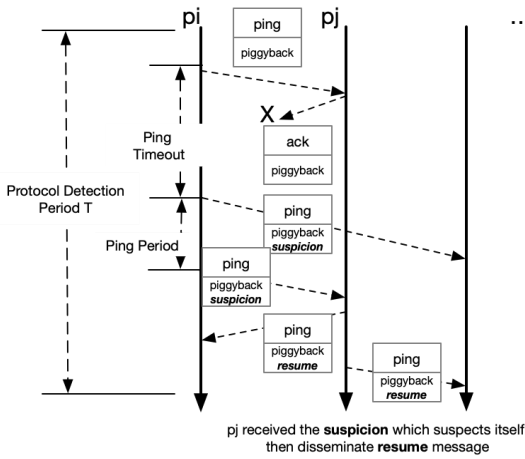 pi
pj
..
ping
piggyback
X
ack
piggyback
Ping
Timeout
Protocol Detection
Period T
ping
piggyback
suspicion
Ping Period
ping
piggyback
suspicion
ping
piggyback
resume
ping
piggyback
resume
pj received the suspicion which suspects itself
then disseminate resume message